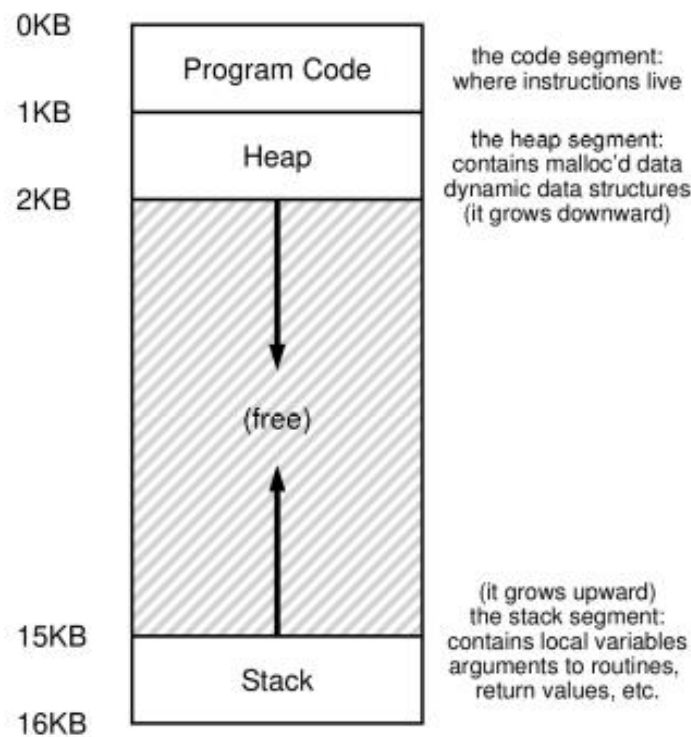 0KB
Program Code
the code segment:
where instructions live
1KB
Heap
the heap segment:
contains malloc'd data
dynamic data structures
(it grows downward)
2KB
(free)
(it grows upward)
the stack segment:
contains local variables
arguments to routines,
return values, etc.
15KB
Stack
16KB